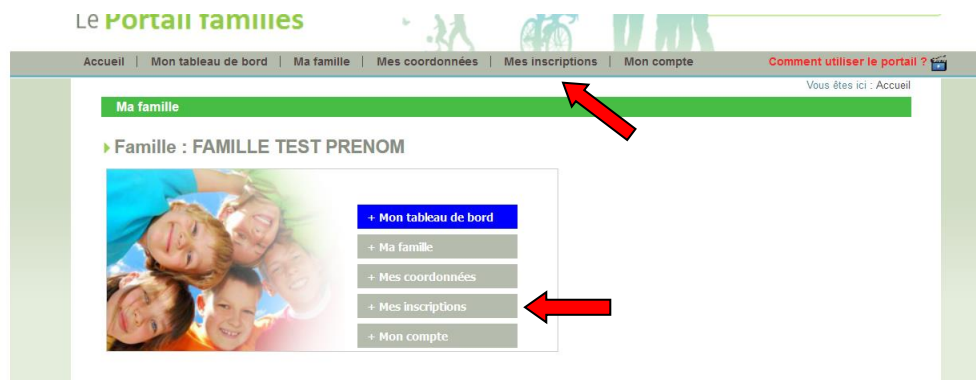 Le Portail familles
Accueil | Mon tableau de bord | Ma famille | Mes coordonnées | Mes inscriptions | Mon compte Comment utiliser le portail ?
Vous êtes ici : Accueil
Ma famille
Famille : FAMILLE TEST PRENOM
+ Mon tableau de bord
+ Ma famille
+ Mes coordonnées
+ Mes inscriptions
+ Mon compte